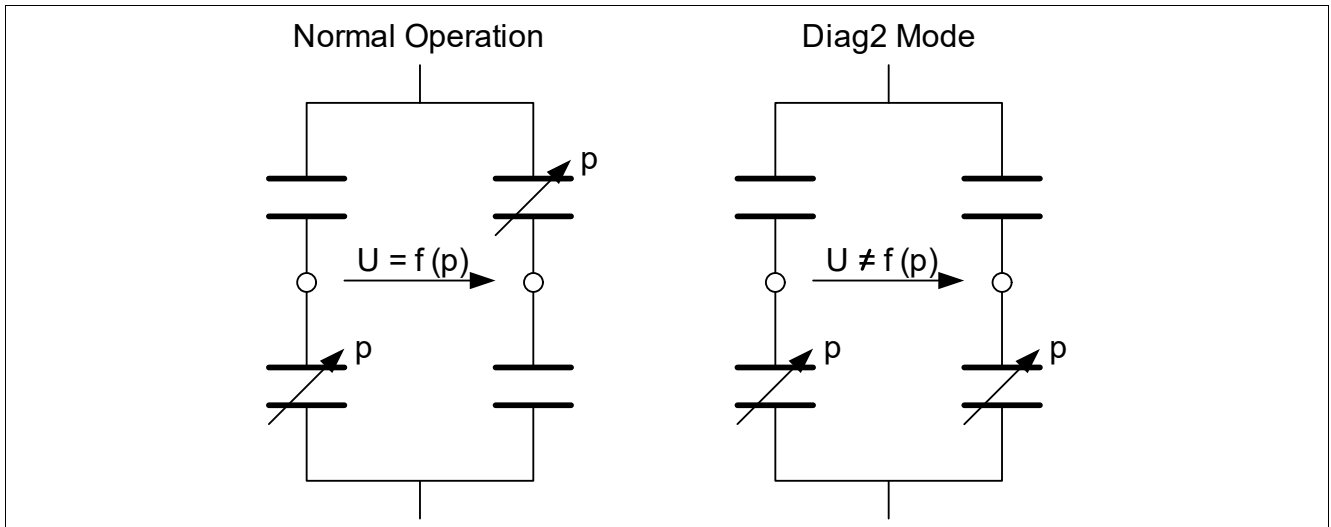 Normal Operation
Diag2 Mode
p
U = f (p)
U ≠ f (p)
p
p
p